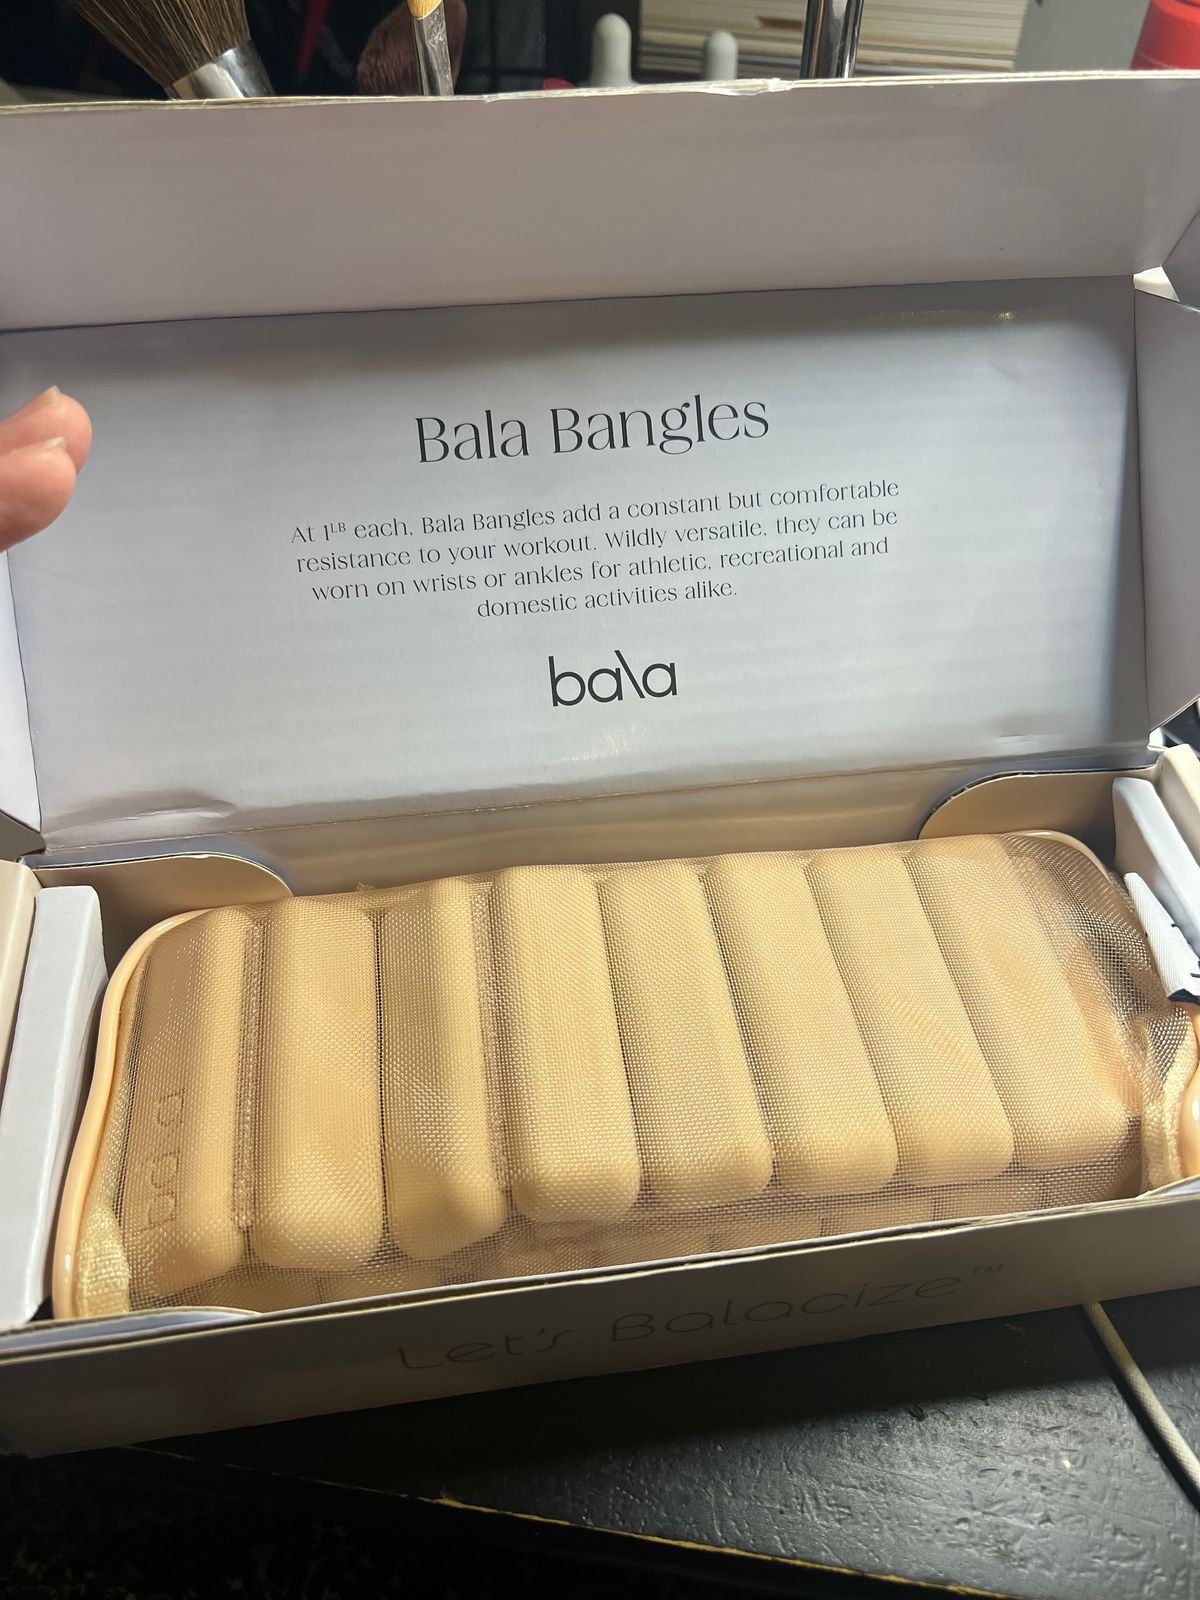 Bala Bangles
At 1LB each, Bala Bangles add a constant but comfortable
resistance to your workout. Wildly versatile, they can be
worn on wrists or ankles for athletic, recreational and
domestic activities alike.
bala
bala
Let's Balacize™